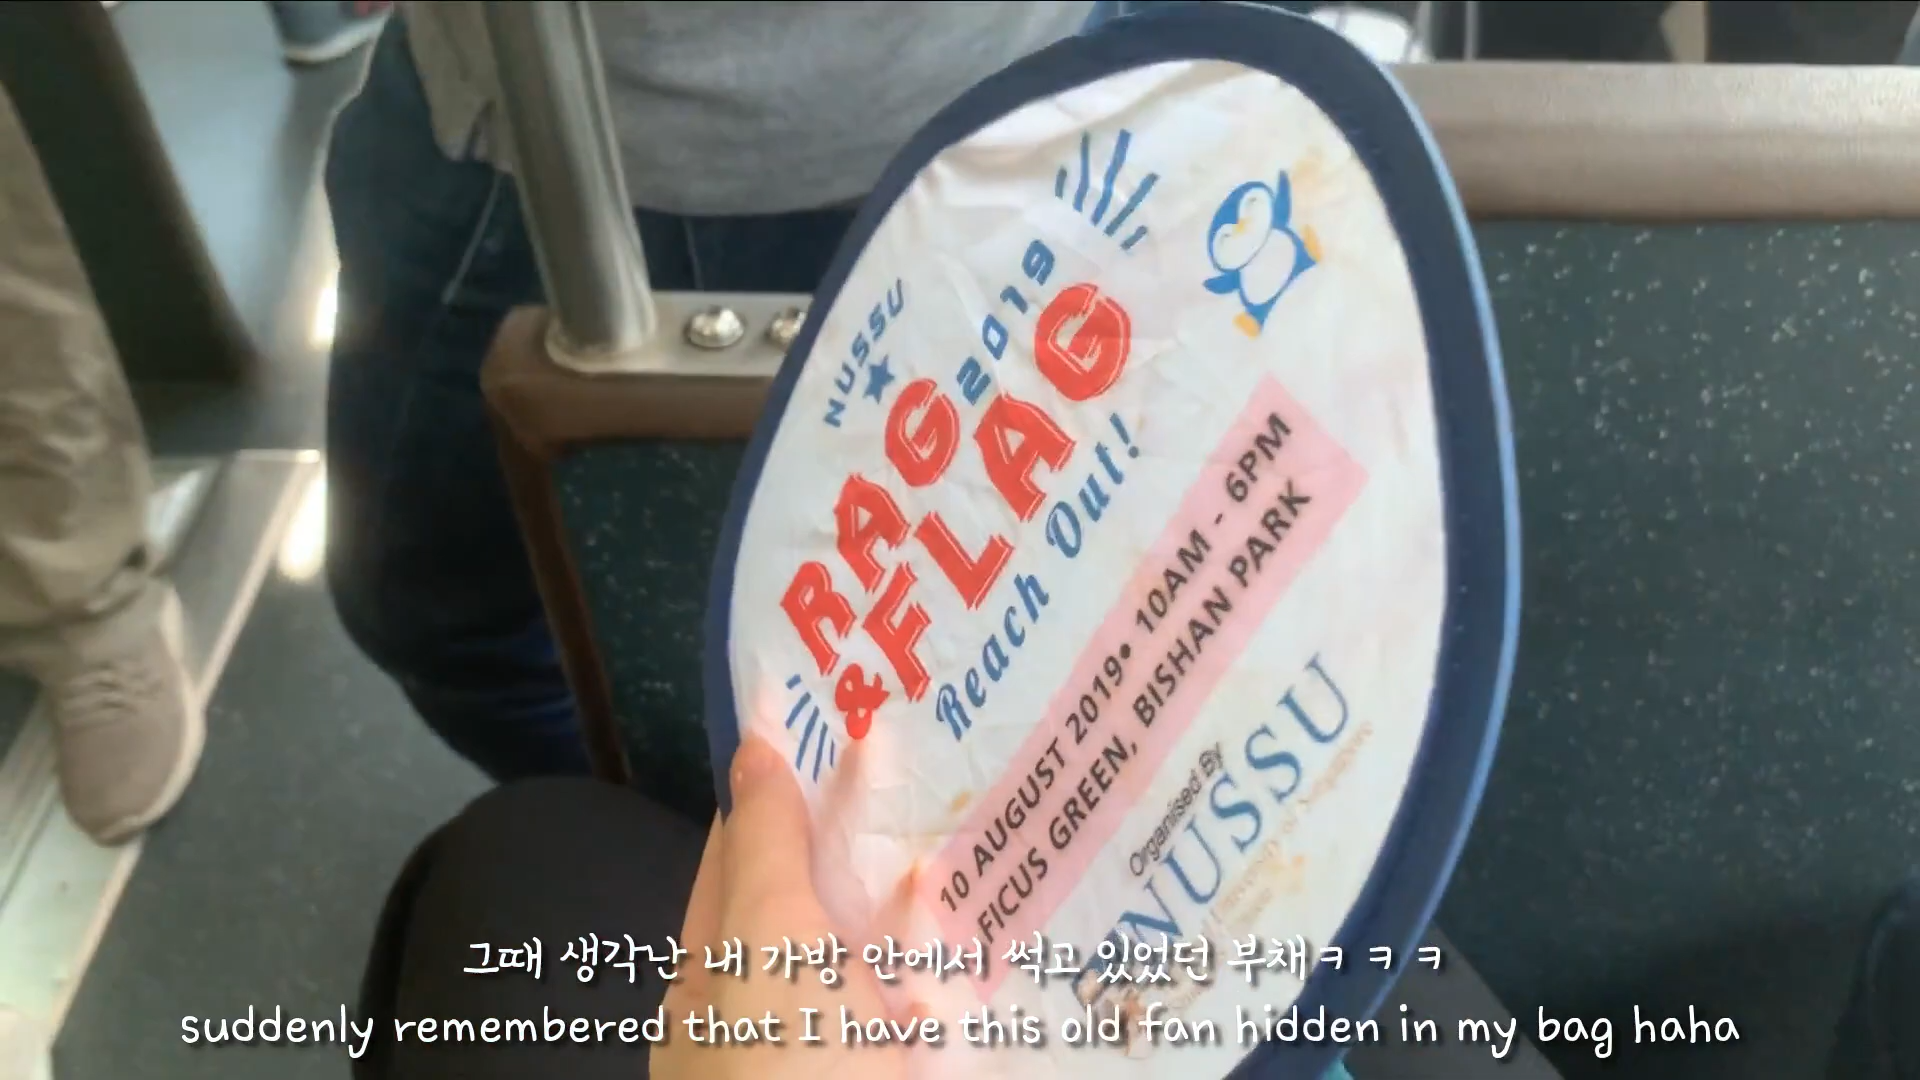 NUSSU
2019
RAG
& FLAG
Reach Out!
10 AUGUST 2019• 10AM - 6PM
FICUS GREEN, BISHAN PARK
Organised By
NUSSU
그때 생각난 내 가방 안에서 썩고 있었던 부채ㅋㅋㅋ
suddenly remembered that I have this old fan hidden in my bag haha